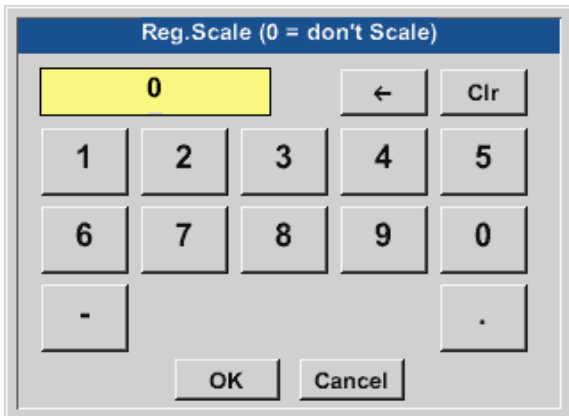 Reg.Scale (0 = don't Scale)
0 ← Clr
1 2 3 4 5
6 7 8 9 0
- .
OK Cancel